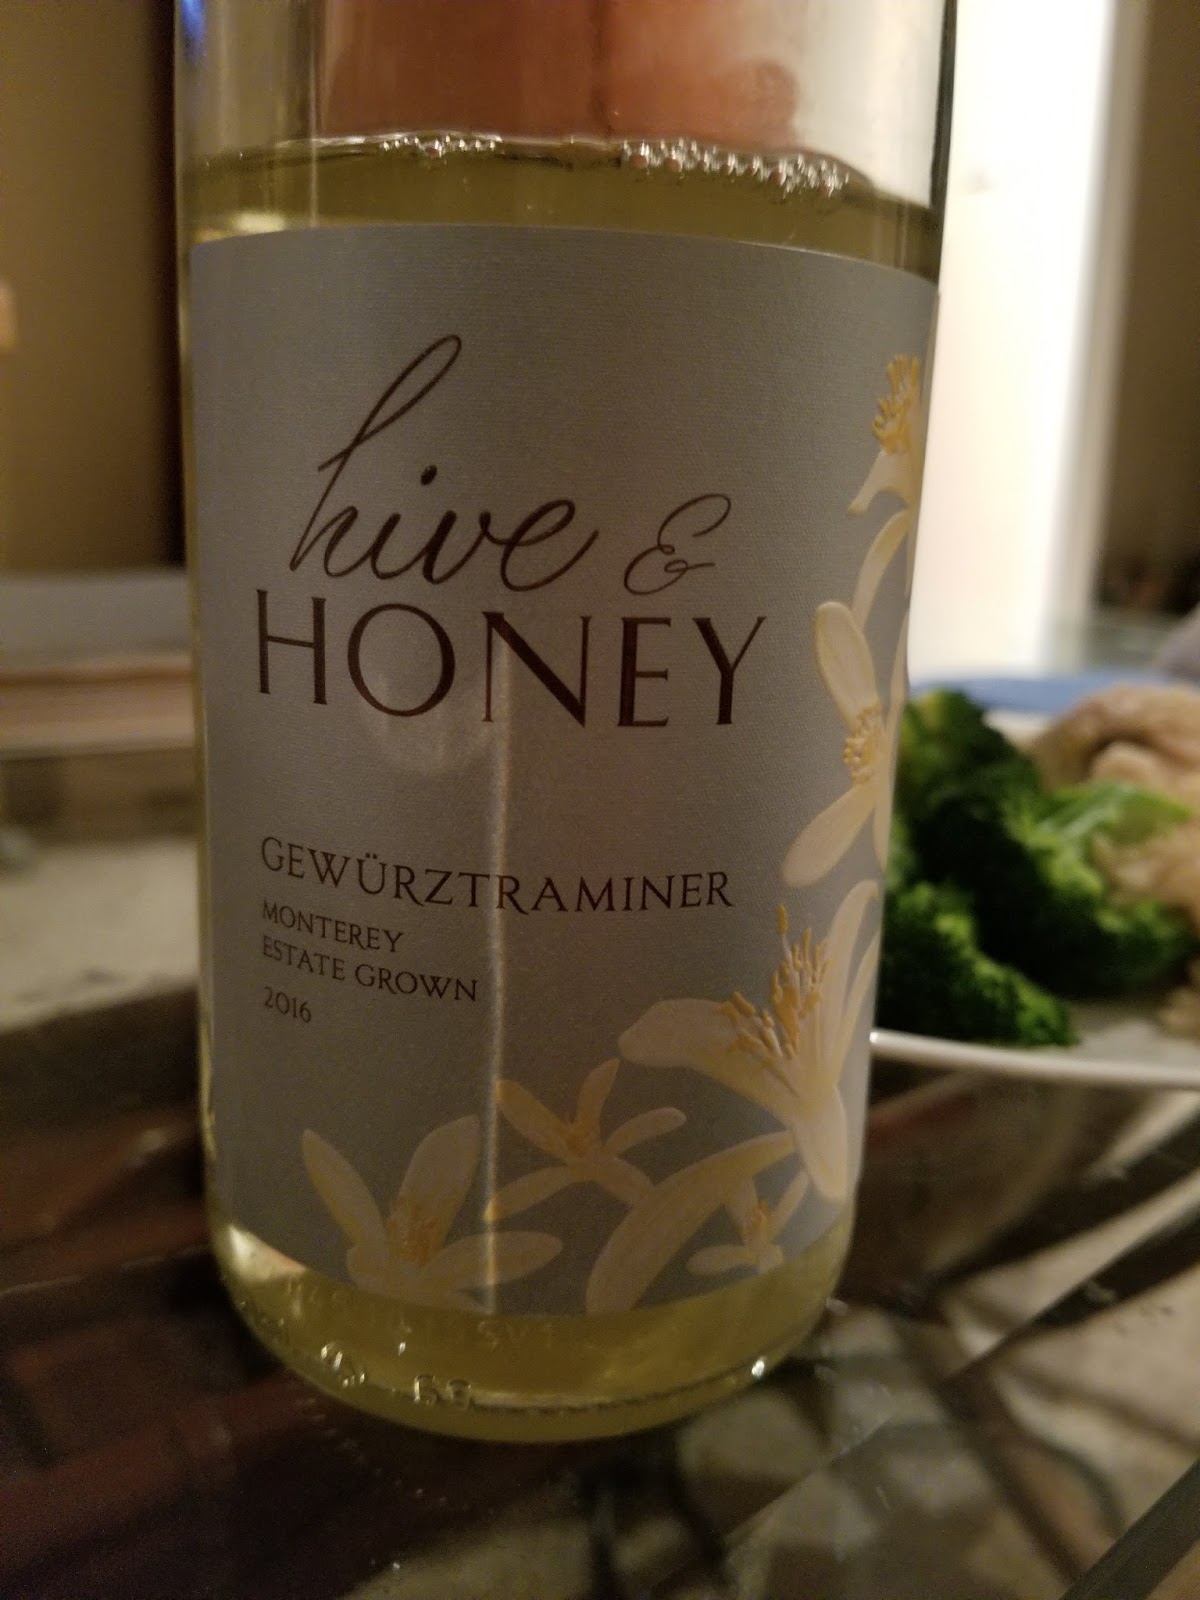 hive &
HONEY
GEWÜRZTRAMINER
MONTEREY
ESTATE GROWN
2016